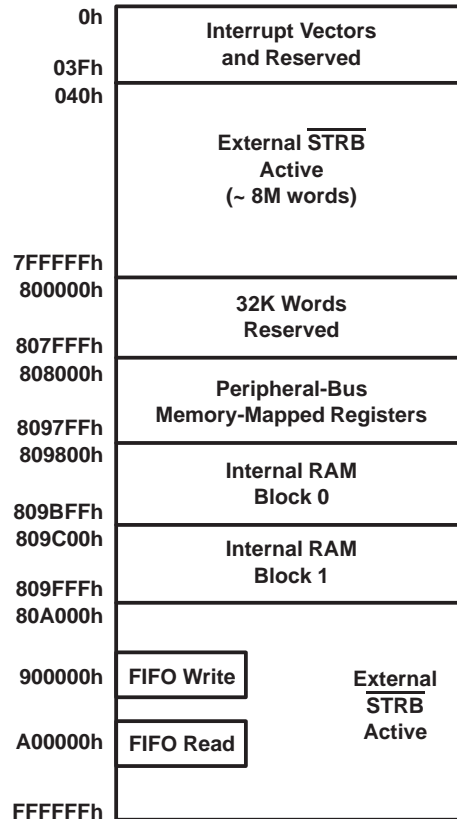 0h
Interrupt Vectors
and Reserved
03Fh
040h
External STRB
Active
(~ 8M words)
7FFFFFh
800000h
32K Words
Reserved
807FFFh
808000h
Peripheral-Bus
Memory-Mapped Registers
8097FFh
809800h
Internal RAM
Block 0
809BFFh
809C00h
Internal RAM
Block 1
809FFFh
80A000h
900000h
FIFO Write
External
STRB
Active
A00000h
FIFO Read
FFFFFFh